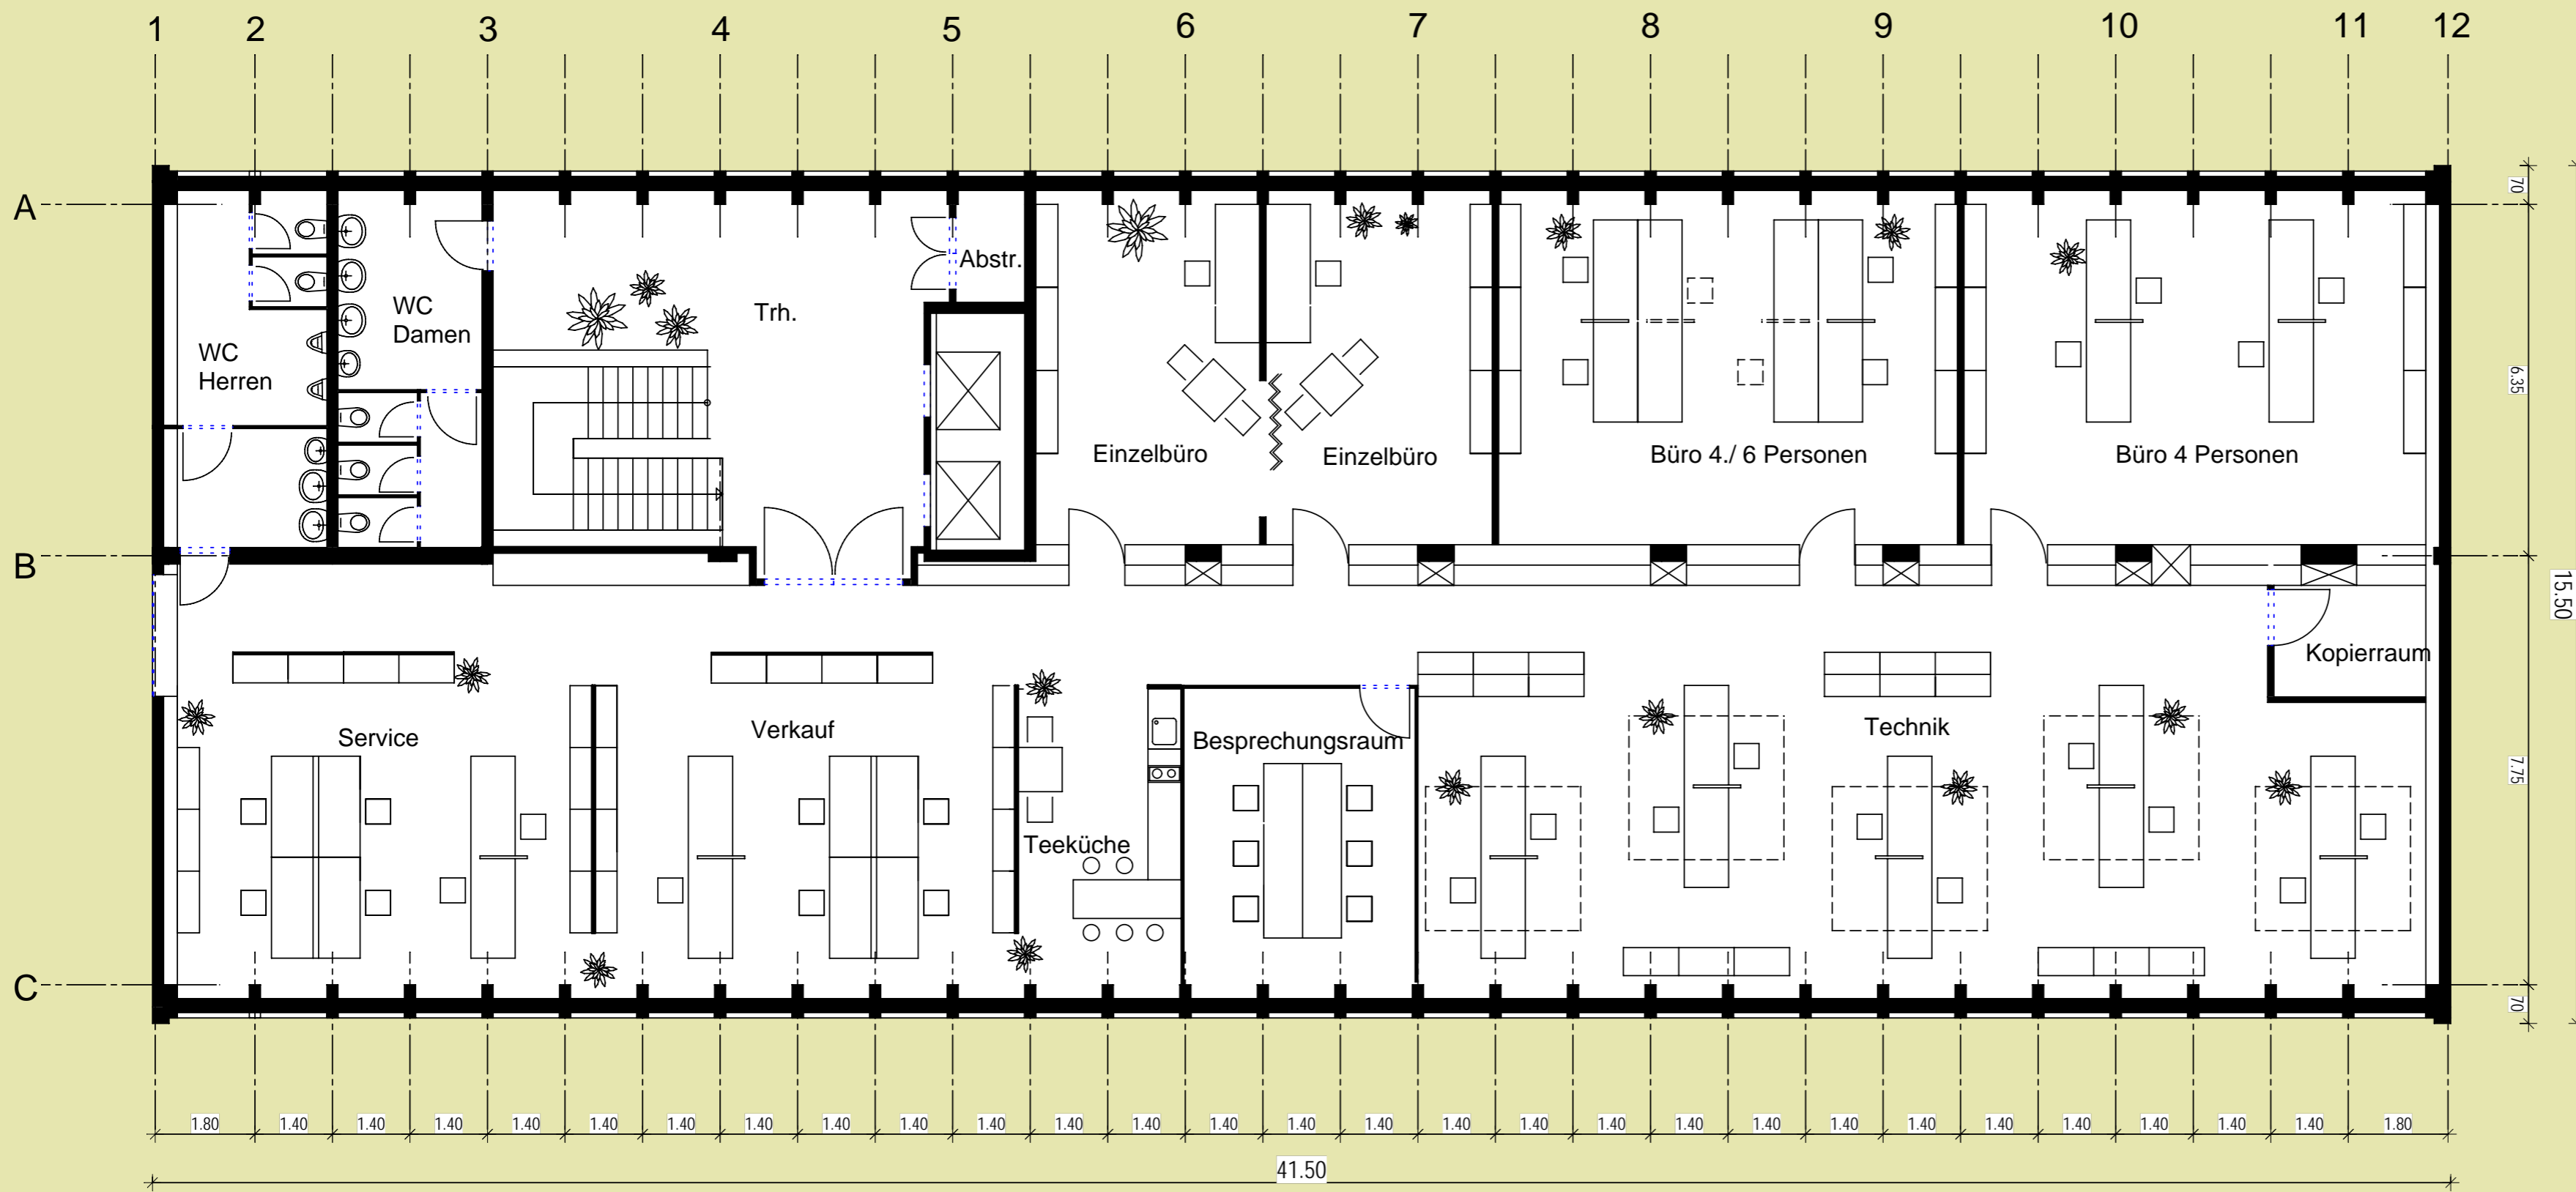 1 2 3 4 5 6 7 8 9 10 11 12
A
70
Abstr.
WC
Damen
Trh.
WC
Herren
6.35
Einzelbüro
Einzelbüro
Büro 4./ 6 Personen
Büro 4 Personen
B
15.50
Kopierraum
Service
Verkauf
Besprechungsraum
Technik
7.75
Teeküche
C
70
1.80 1.40 1.40 1.40 1.40 1.40 1.40 1.40 1.40 1.40 1.40 1.40 1.40 1.40 1.40 1.40 1.40 1.40 1.40 1.40 1.40 1.40 1.40 1.40 1.40 1.40 1.40 1.40 1.80
41.50